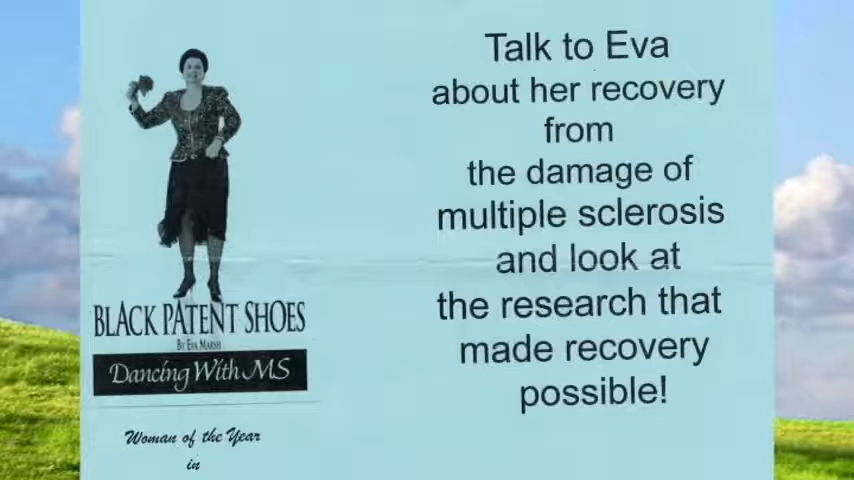 BLACK PATENT SHOES
BY EVA MARSH
Dancing With MS
Woman of the Year
in
Talk to Eva
about her recovery
from
the damage of
multiple sclerosis
and look at
the research that
made recovery
possible!